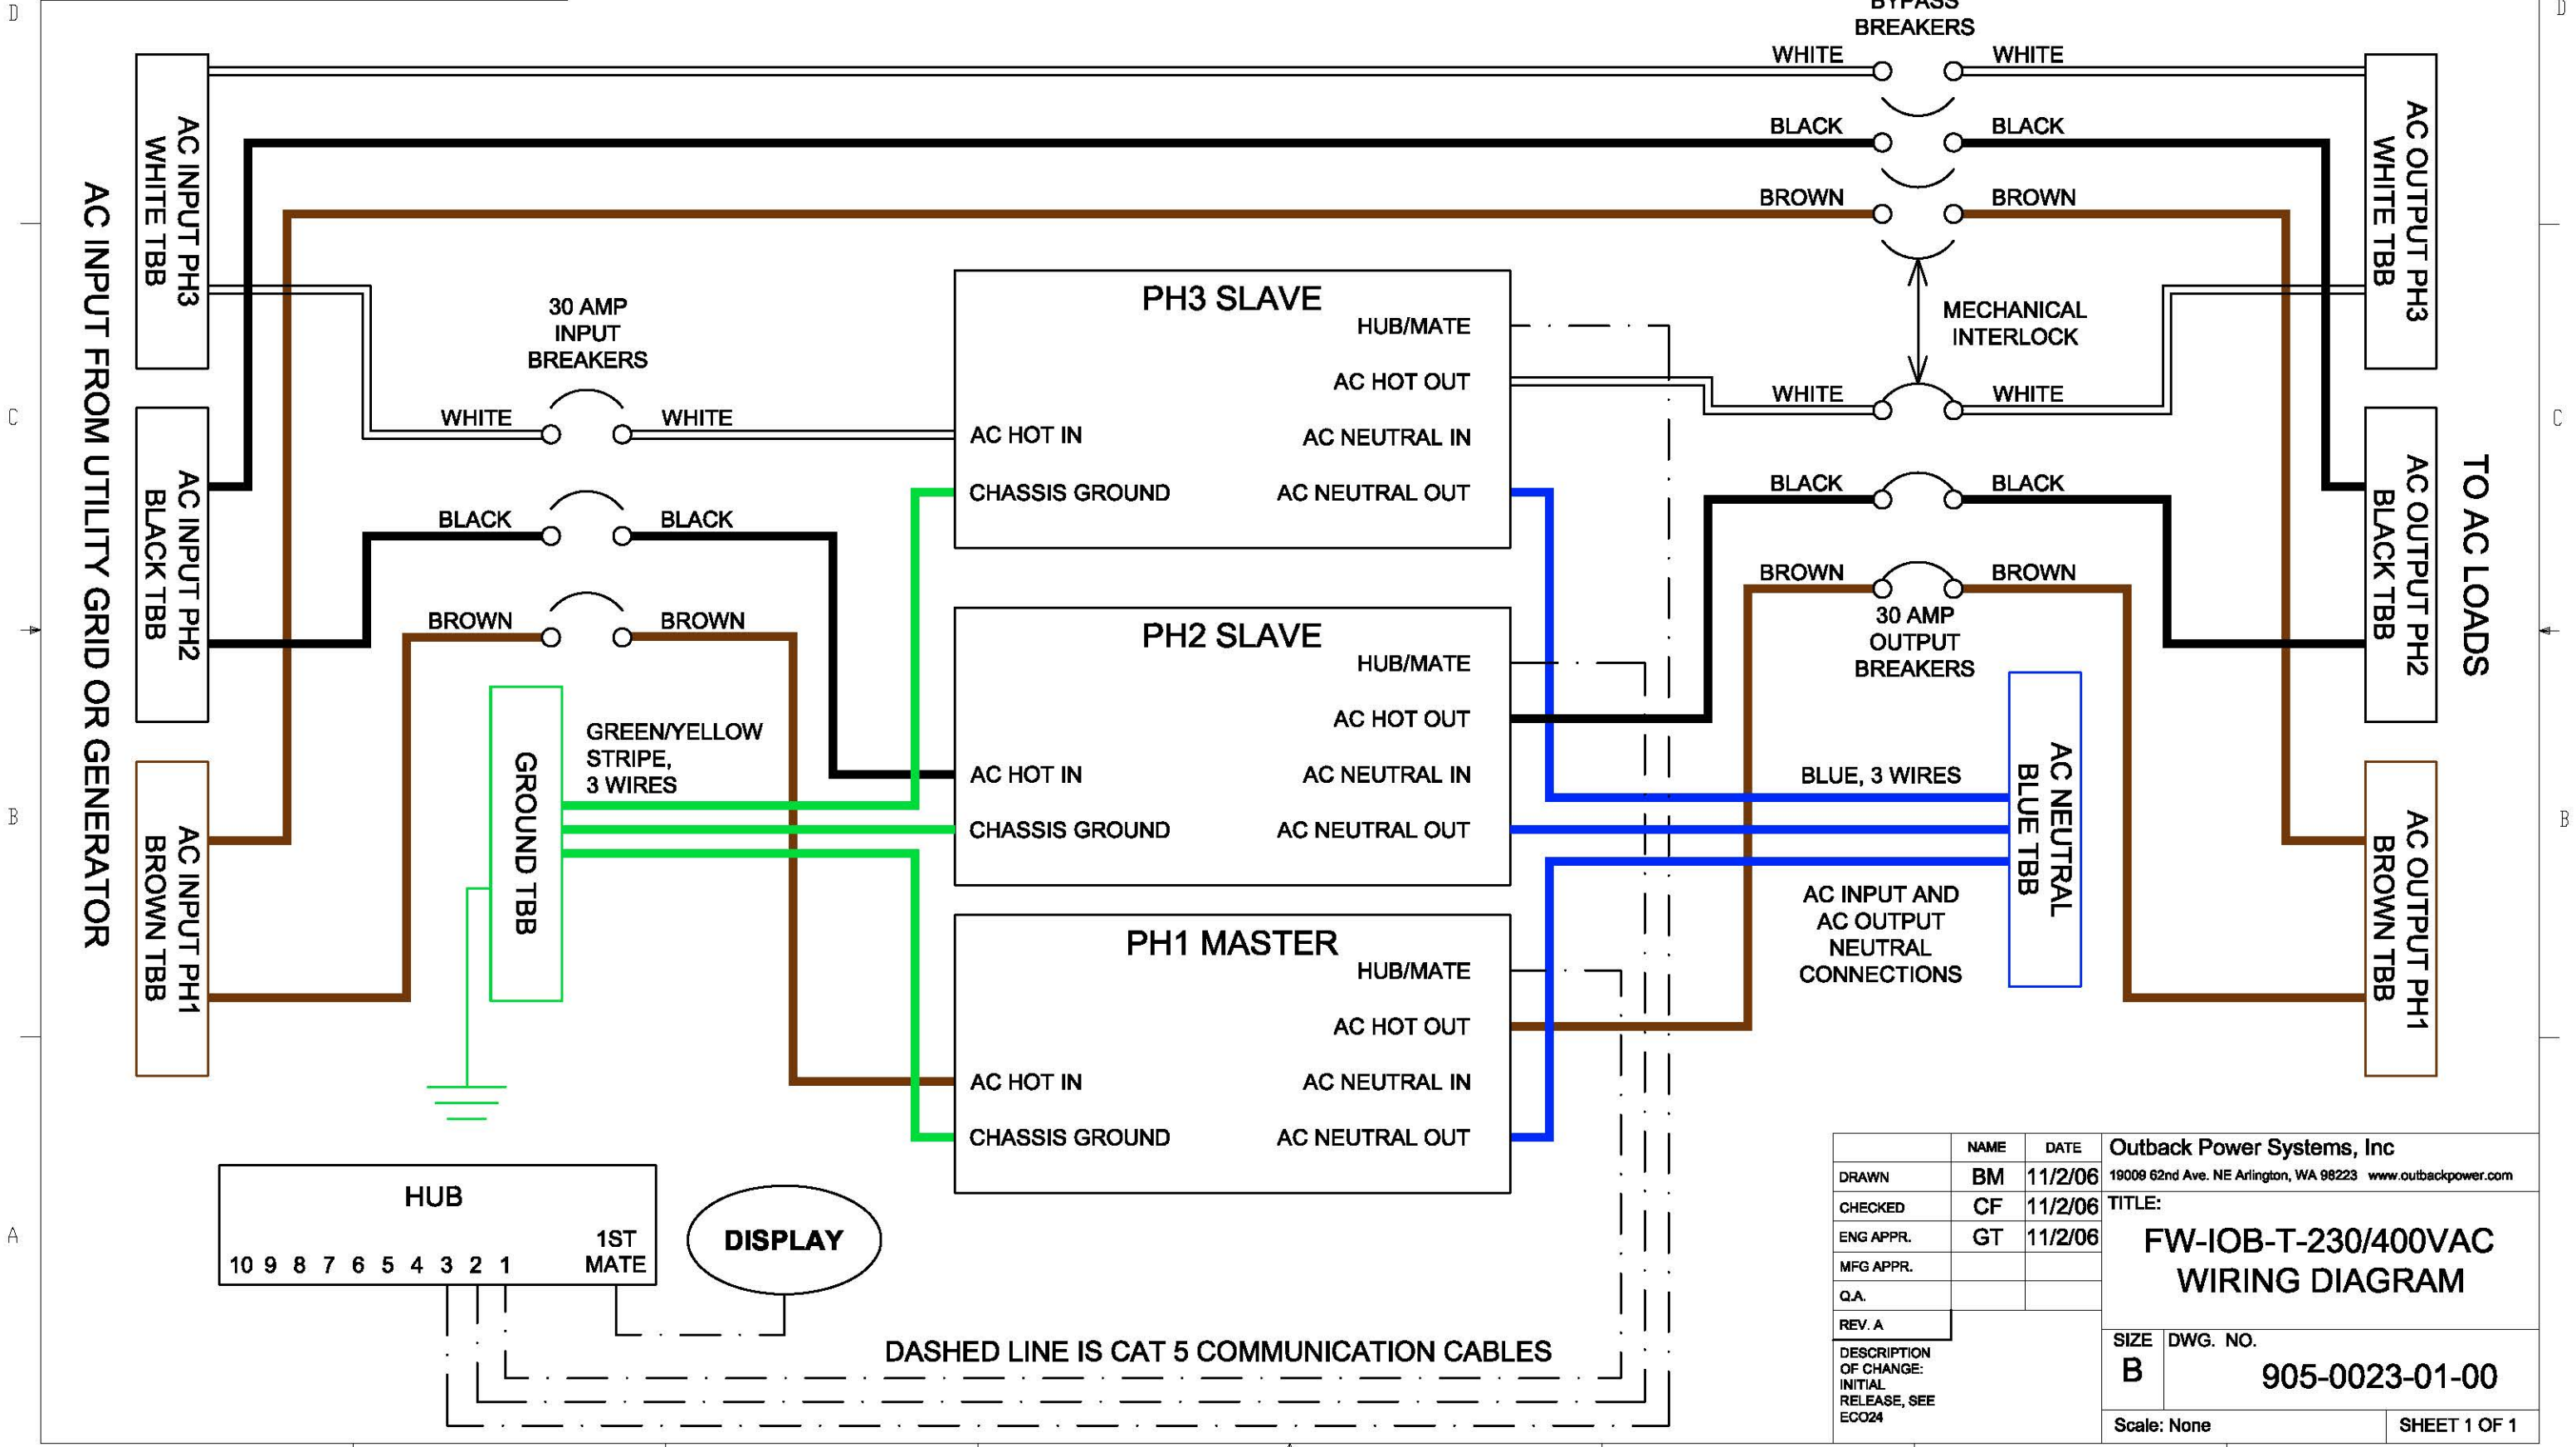 D
D
BYPASS
BREAKERS
WHITE
WHITE
BLACK
BLACK
BROWN
BROWN
AC INPUT FROM UTILITY GRID OR GENERATOR
AC INPUT PH3
WHITE TBB
AC INPUT PH2
BLACK TBB
AC INPUT PH1
BROWN TBB
30 AMP
INPUT
BREAKERS
WHITE
WHITE
BLACK
BLACK
BROWN
BROWN
GREEN/YELLOW
STRIPE,
3 WIRES
GROUND TBB
PH3 SLAVE
HUB/MATE
AC HOT OUT
AC HOT IN
AC NEUTRAL IN
CHASSIS GROUND
AC NEUTRAL OUT
PH2 SLAVE
HUB/MATE
AC HOT OUT
AC HOT IN
AC NEUTRAL IN
CHASSIS GROUND
AC NEUTRAL OUT
PH1 MASTER
HUB/MATE
AC HOT OUT
AC HOT IN
AC NEUTRAL IN
CHASSIS GROUND
AC NEUTRAL OUT
MECHANICAL
INTERLOCK
WHITE
WHITE
BLACK
BLACK
BROWN
BROWN
30 AMP
OUTPUT
BREAKERS
BLUE, 3 WIRES
AC NEUTRAL
BLUE TBB
AC INPUT AND
AC OUTPUT
NEUTRAL
CONNECTIONS
AC OUTPUT PH3
WHITE TBB
AC OUTPUT PH2
BLACK TBB
AC OUTPUT PH1
BROWN TBB
TO AC LOADS
C
C
B
B
A
HUB
1ST
MATE
10 9 8 7 6 5 4 3 2 1
DISPLAY
DASHED LINE IS CAT 5 COMMUNICATION CABLES
NAME DATE
DRAWN BM 11/2/06
CHECKED CF 11/2/06
ENG APPR. GT 11/2/06
MFG APPR.
Q.A.
REV. A
DESCRIPTION
OF CHANGE:
INITIAL
RELEASE, SEE
ECO24
Outback Power Systems, Inc
19009 62nd Ave. NE Arlington, WA 98223 www.outbackpower.com
TITLE:
FW-IOB-T-230/400VAC
WIRING DIAGRAM
SIZE
B
DWG. NO.
905-0023-01-00
Scale: None
SHEET 1 OF 1